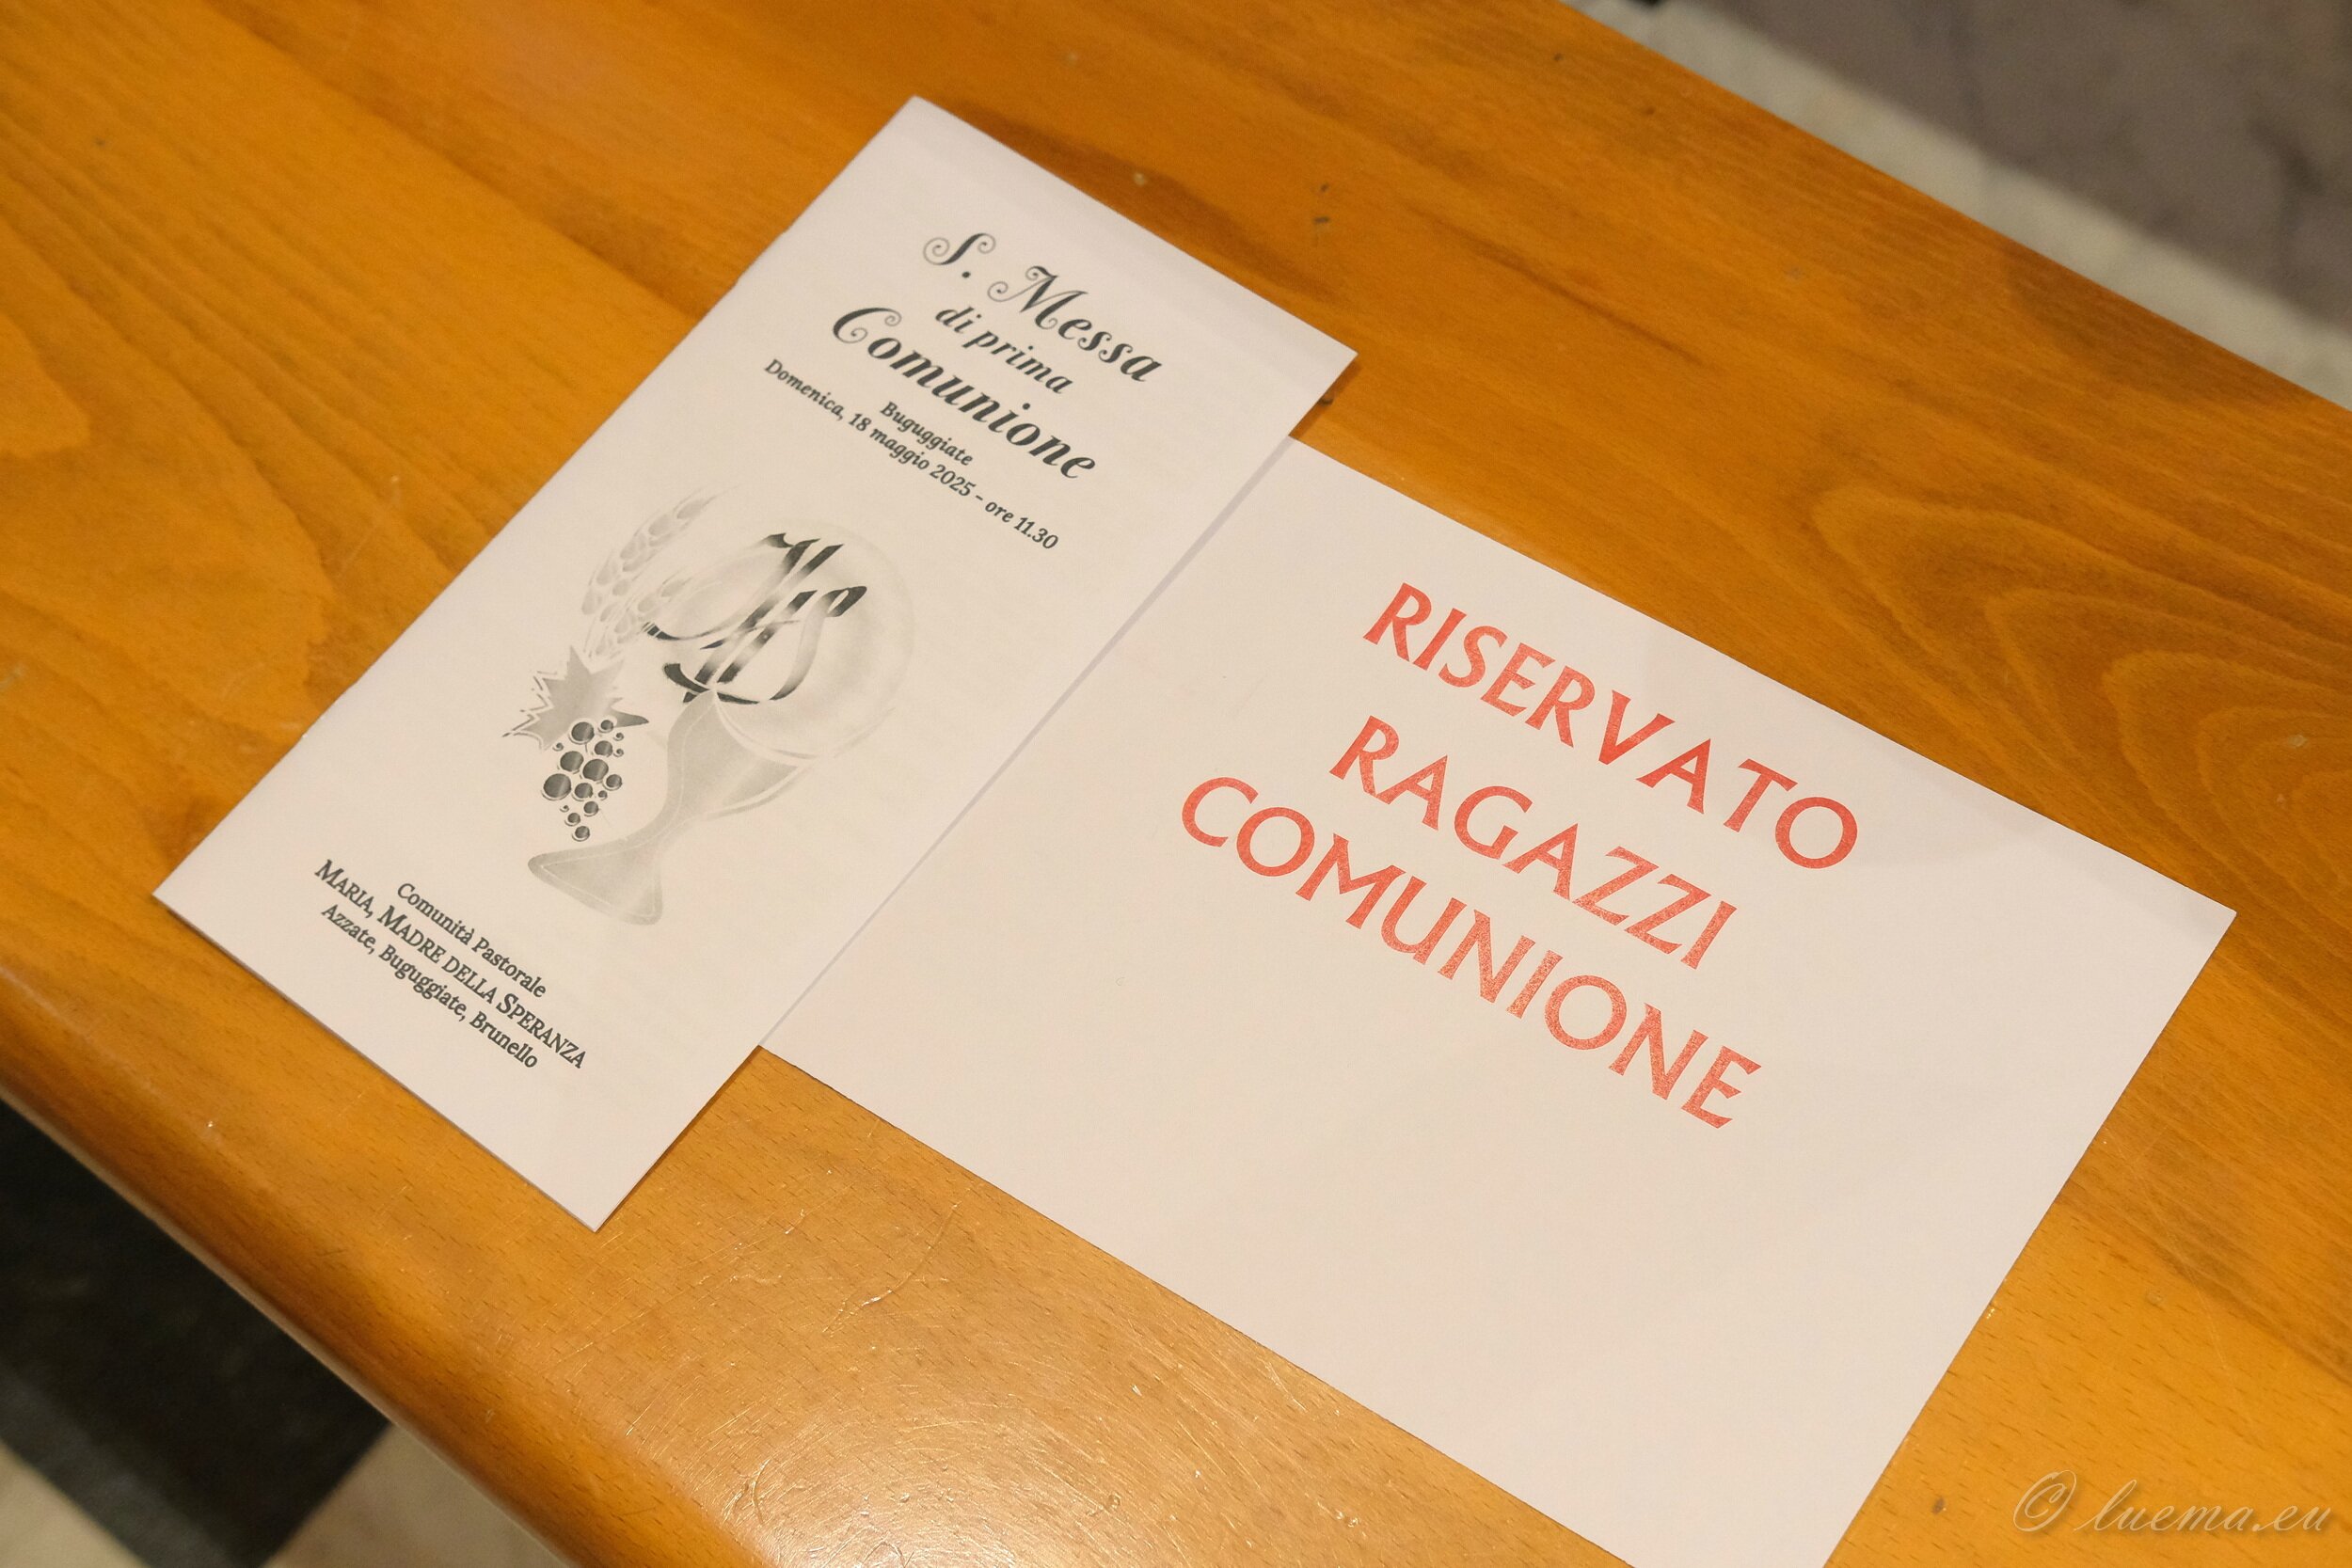 S. Messa
di prima
Comunione
Buguggiate
Domenica, 18 maggio 2025 - ore 11.30
JHS
Comunità Pastorale
MARIA, MADRE DELLA SPERANZA
Azzate, Buguggiate, Brunello
RISERVATO
RAGAZZI
COMUNIONE
© luema.eu